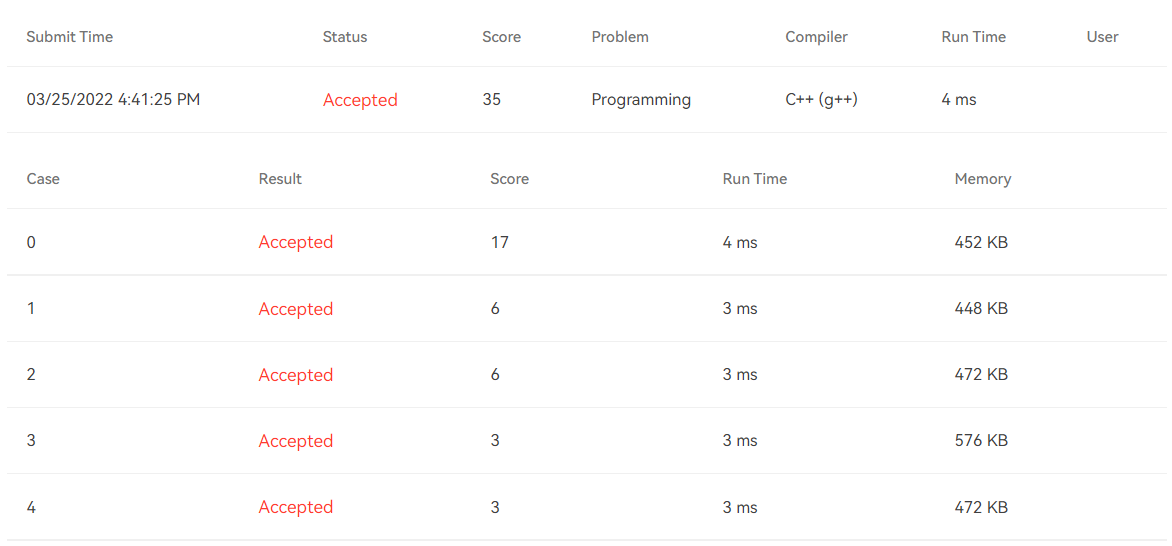 Submit Time Status Score Problem Compiler Run Time User
03/25/2022 4:41:25 PM Accepted 35 Programming C++ (g++) 4 ms
Case Result Score Run Time Memory
0 Accepted 17 4 ms 452 KB
1 Accepted 6 3 ms 448 KB
2 Accepted 6 3 ms 472 KB
3 Accepted 3 3 ms 576 KB
4 Accepted 3 3 ms 472 KB